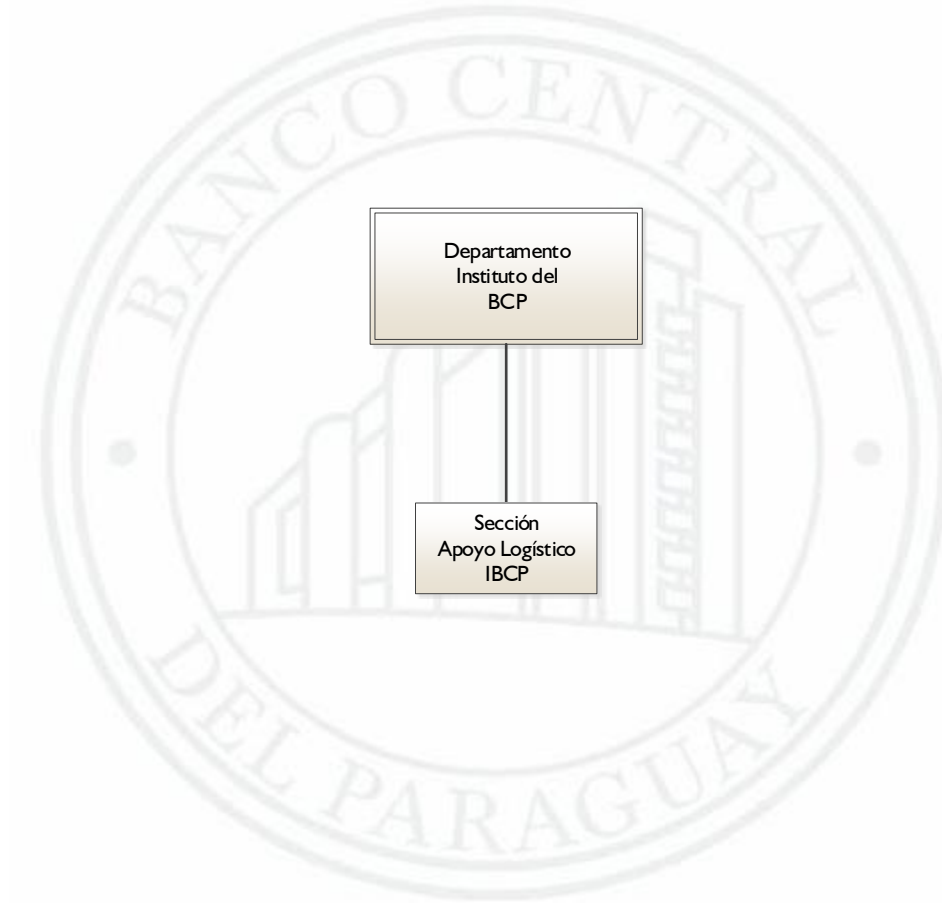 BANCO CENTRAL
DEL PARAGUAY
Departamento
Instituto del
BCP
Sección
Apoyo Logístico
IBCP